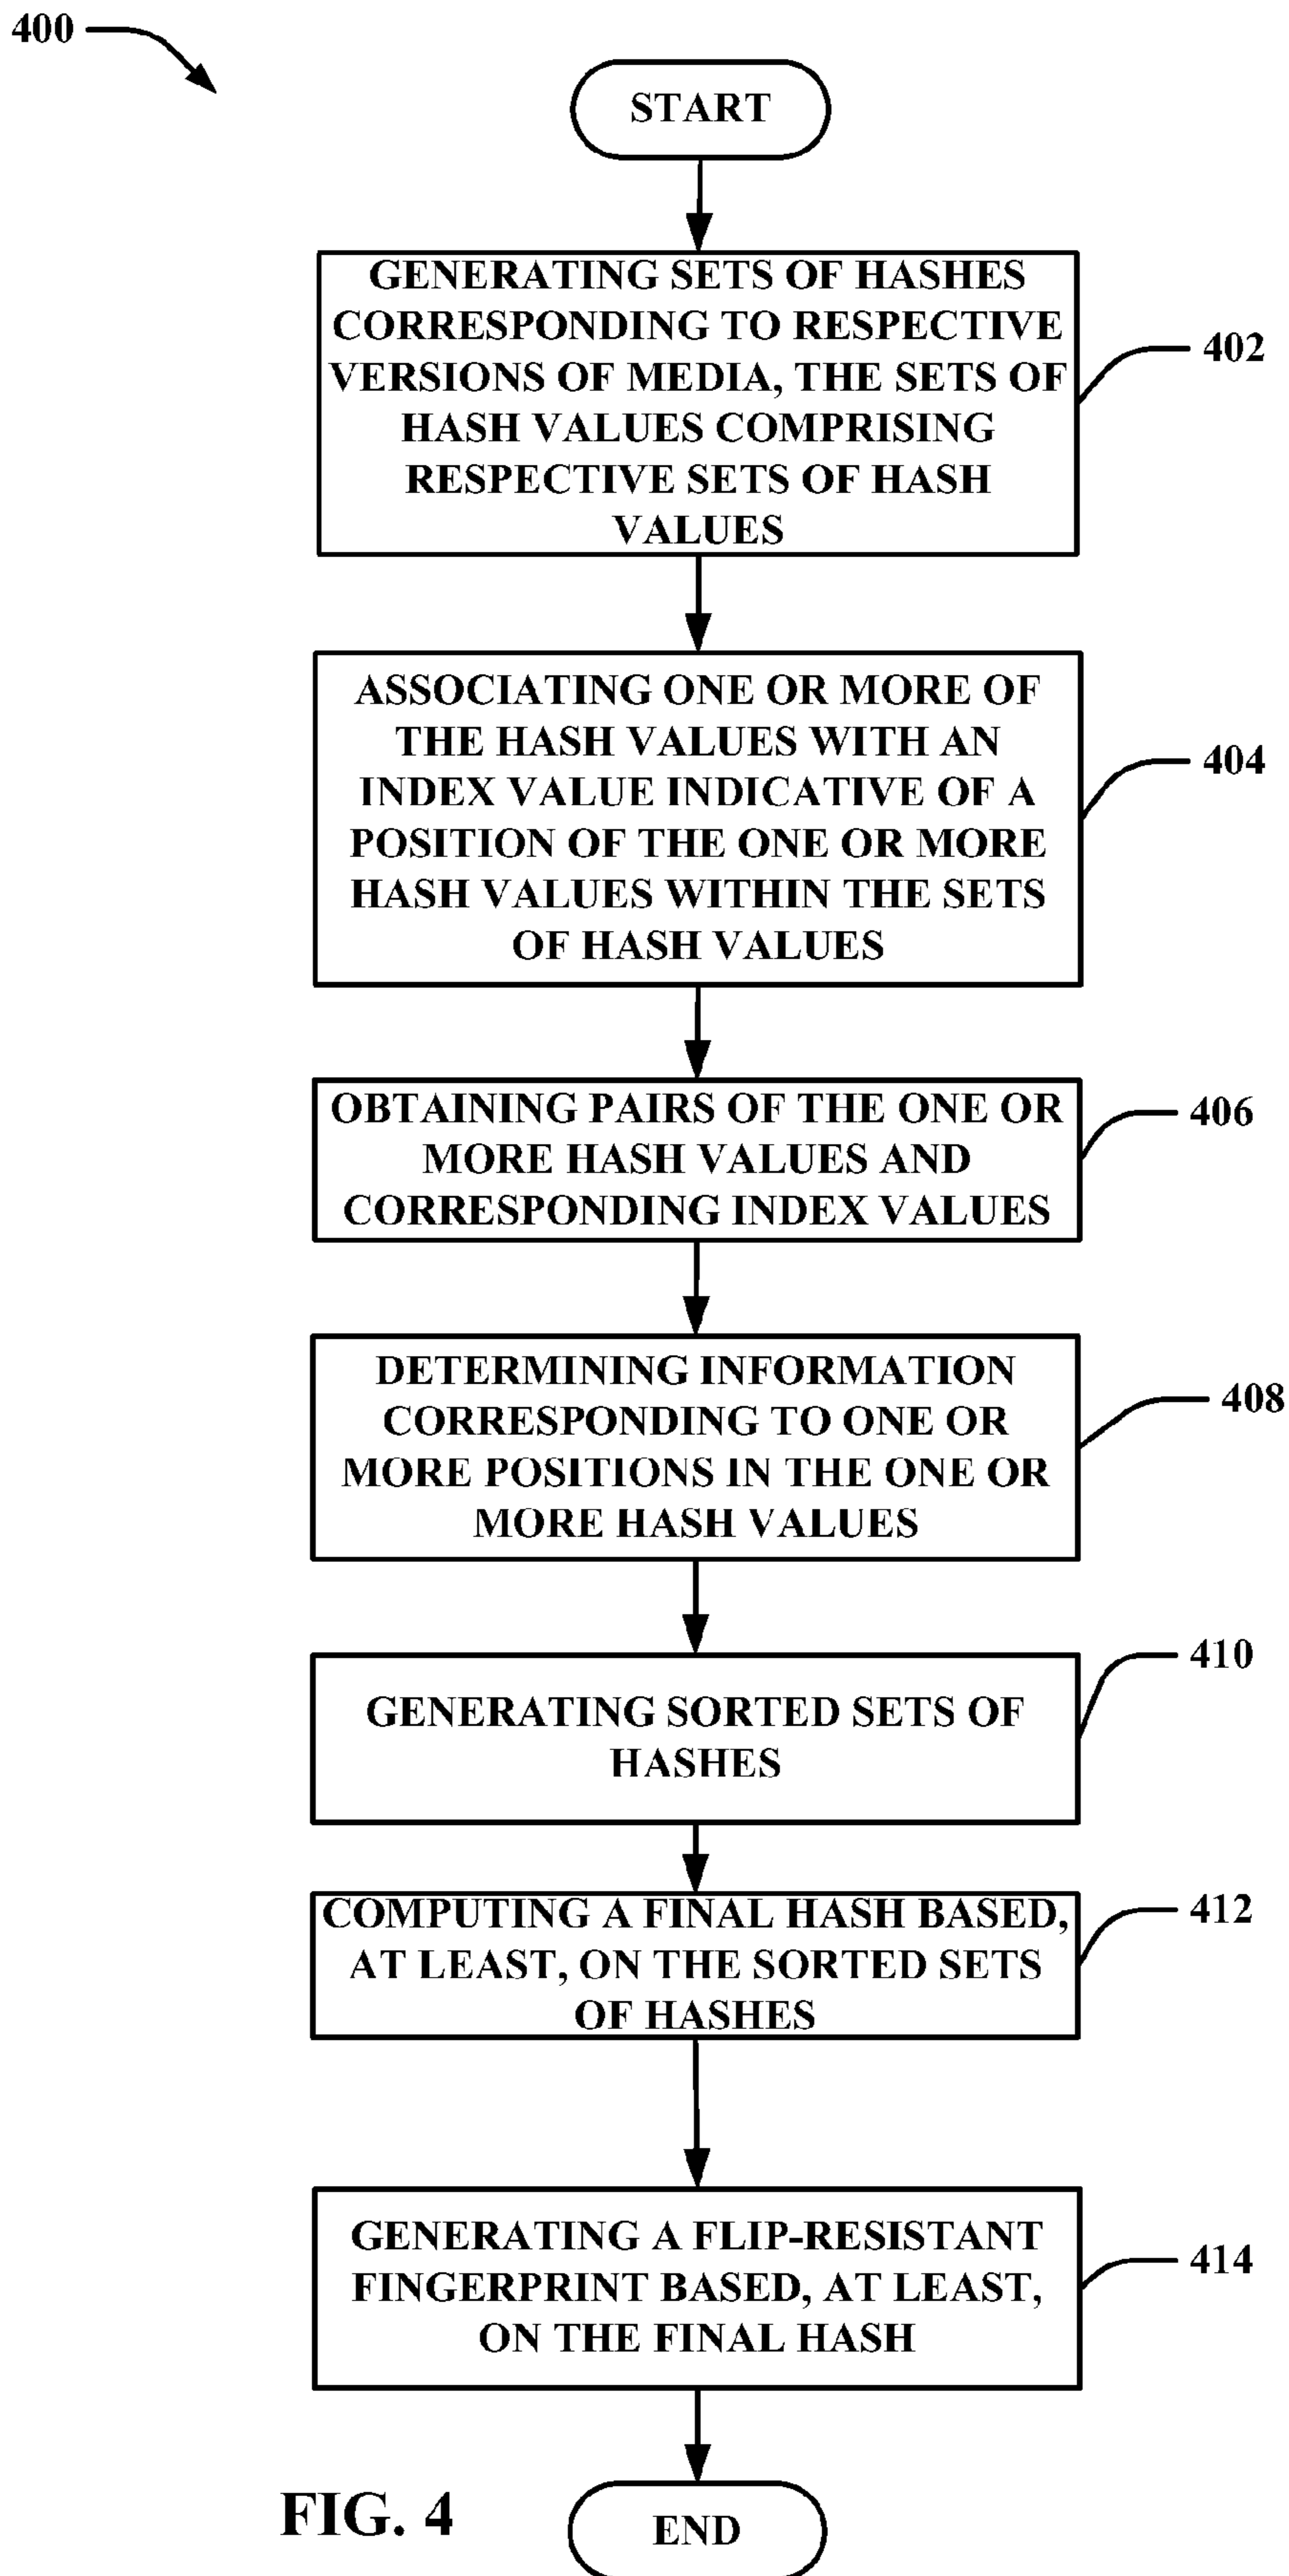 400
START
GENERATING SETS OF HASHES
CORRESPONDING TO RESPECTIVE
VERSIONS OF MEDIA, THE SETS OF
HASH VALUES COMPRISING
RESPECTIVE SETS OF HASH
VALUES
402
ASSOCIATING ONE OR MORE OF
THE HASH VALUES WITH AN
INDEX VALUE INDICATIVE OF A
POSITION OF THE ONE OR MORE
HASH VALUES WITHIN THE SETS
OF HASH VALUES
404
OBTAINING PAIRS OF THE ONE OR
MORE HASH VALUES AND
CORRESPONDING INDEX VALUES
406
DETERMINING INFORMATION
CORRESPONDING TO ONE OR
MORE POSITIONS IN THE ONE OR
MORE HASH VALUES
408
GENERATING SORTED SETS OF
HASHES
410
COMPUTING A FINAL HASH BASED,
AT LEAST, ON THE SORTED SETS
OF HASHES
412
GENERATING A FLIP-RESISTANT
FINGERPRINT BASED, AT LEAST,
ON THE FINAL HASH
414
END
FIG. 4